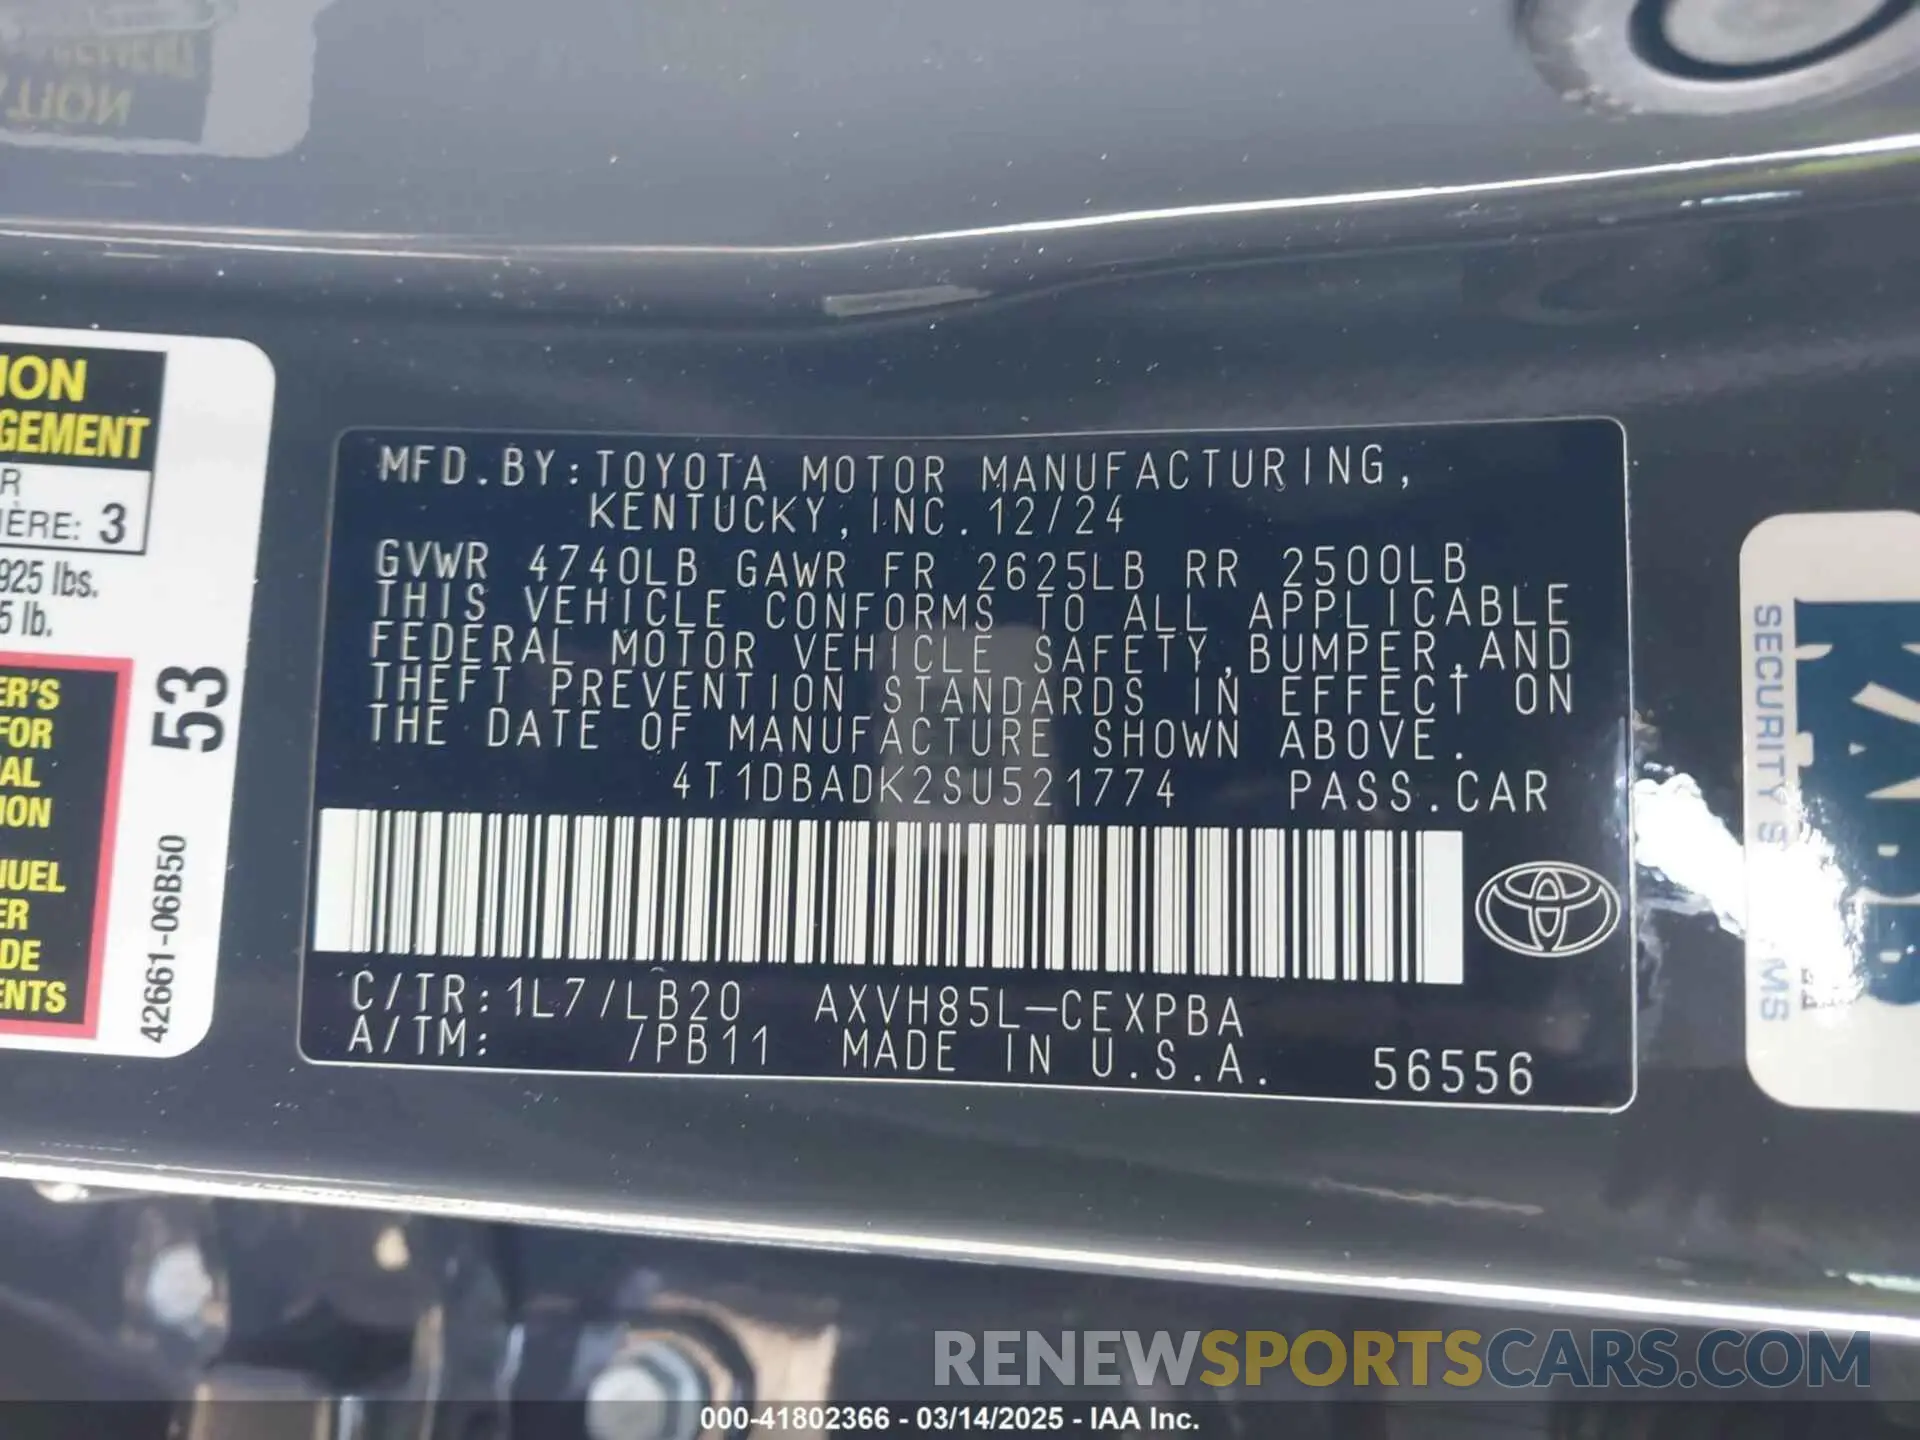 MFD.BY:TOYOTA MOTOR MANUFACTURING,
KENTUCKY,INC.12/24
GVWR 4740LB GAWR FR 2625LB RR 2500LB
THIS VEHICLE CONFORMS TO ALL APPLICABLE
FEDERAL MOTOR VEHICLE SAFETY,BUMPER,AND
THEFT PREVENTION STANDARDS IN EFFECT ON
THE DATE OF MANUFACTURE SHOWN ABOVE.
4T1DBADK2SU521774 PASS.CAR
C/TR:1L7/LB20 AXVH85L-CEXPBA
A/TM: /PB11 MADE IN U.S.A. 56556
ION
GEMENT
R
IÈRE: 3
925 lbs.
5 lb.
ER'S
FOR
AL
ION
NUEL
ER
DE
ENTS
53
42661-06B50
SECURITY
RENEWSPORTSCARS.COM
000-41802366 - 03/14/2025 - IAA Inc.